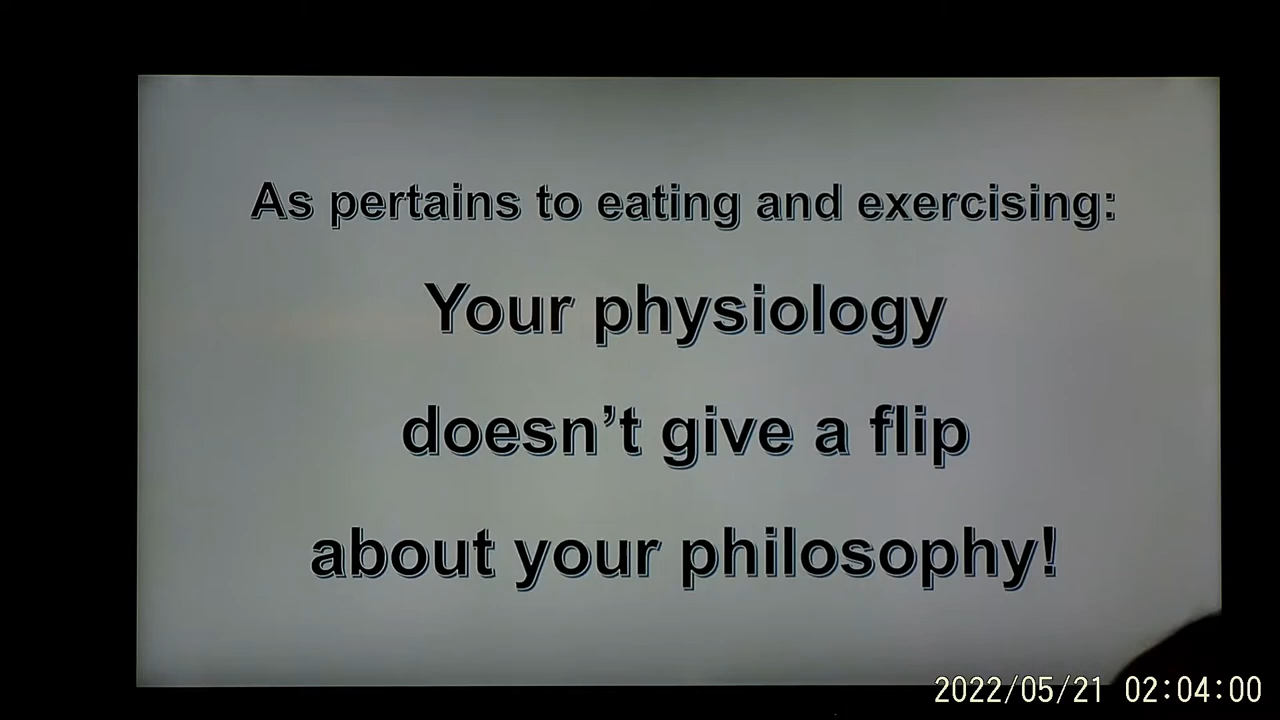 As pertains to eating and exercising:
Your physiology
doesn’t give a flip
about your philosophy!
2022/05/21 02:04:00